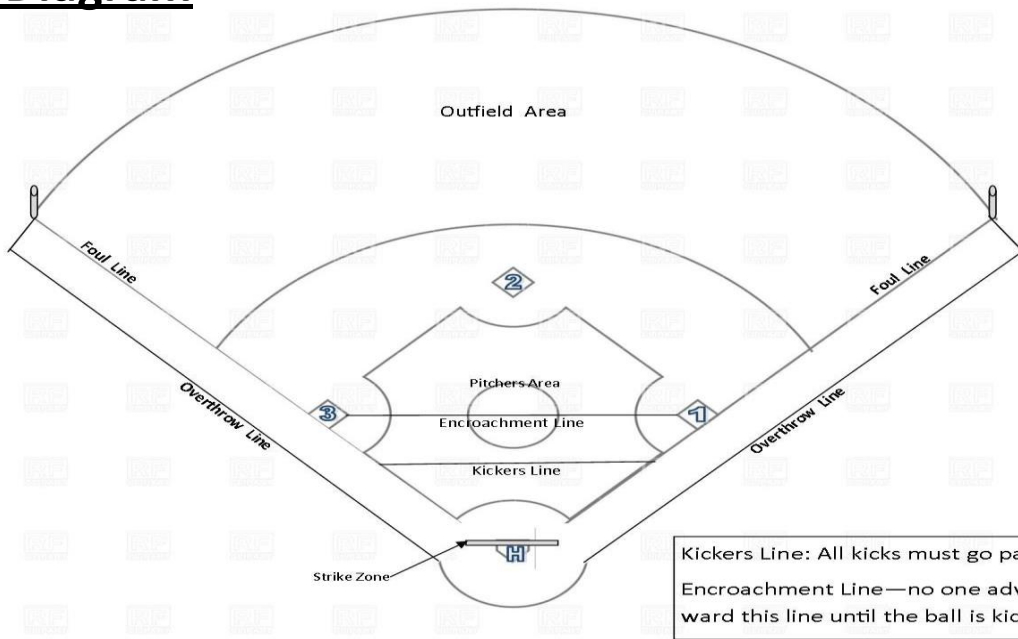 Outfield Area
Foul Line
Foul Line
2
Overthrow Line
Pitchers Area
3
1
Encroachment Line
Overthrow Line
Kickers Line
H
Strike Zone
Kickers Line: All kicks must go pa
Encroachment Line—no one adv
ward this line until the ball is kic